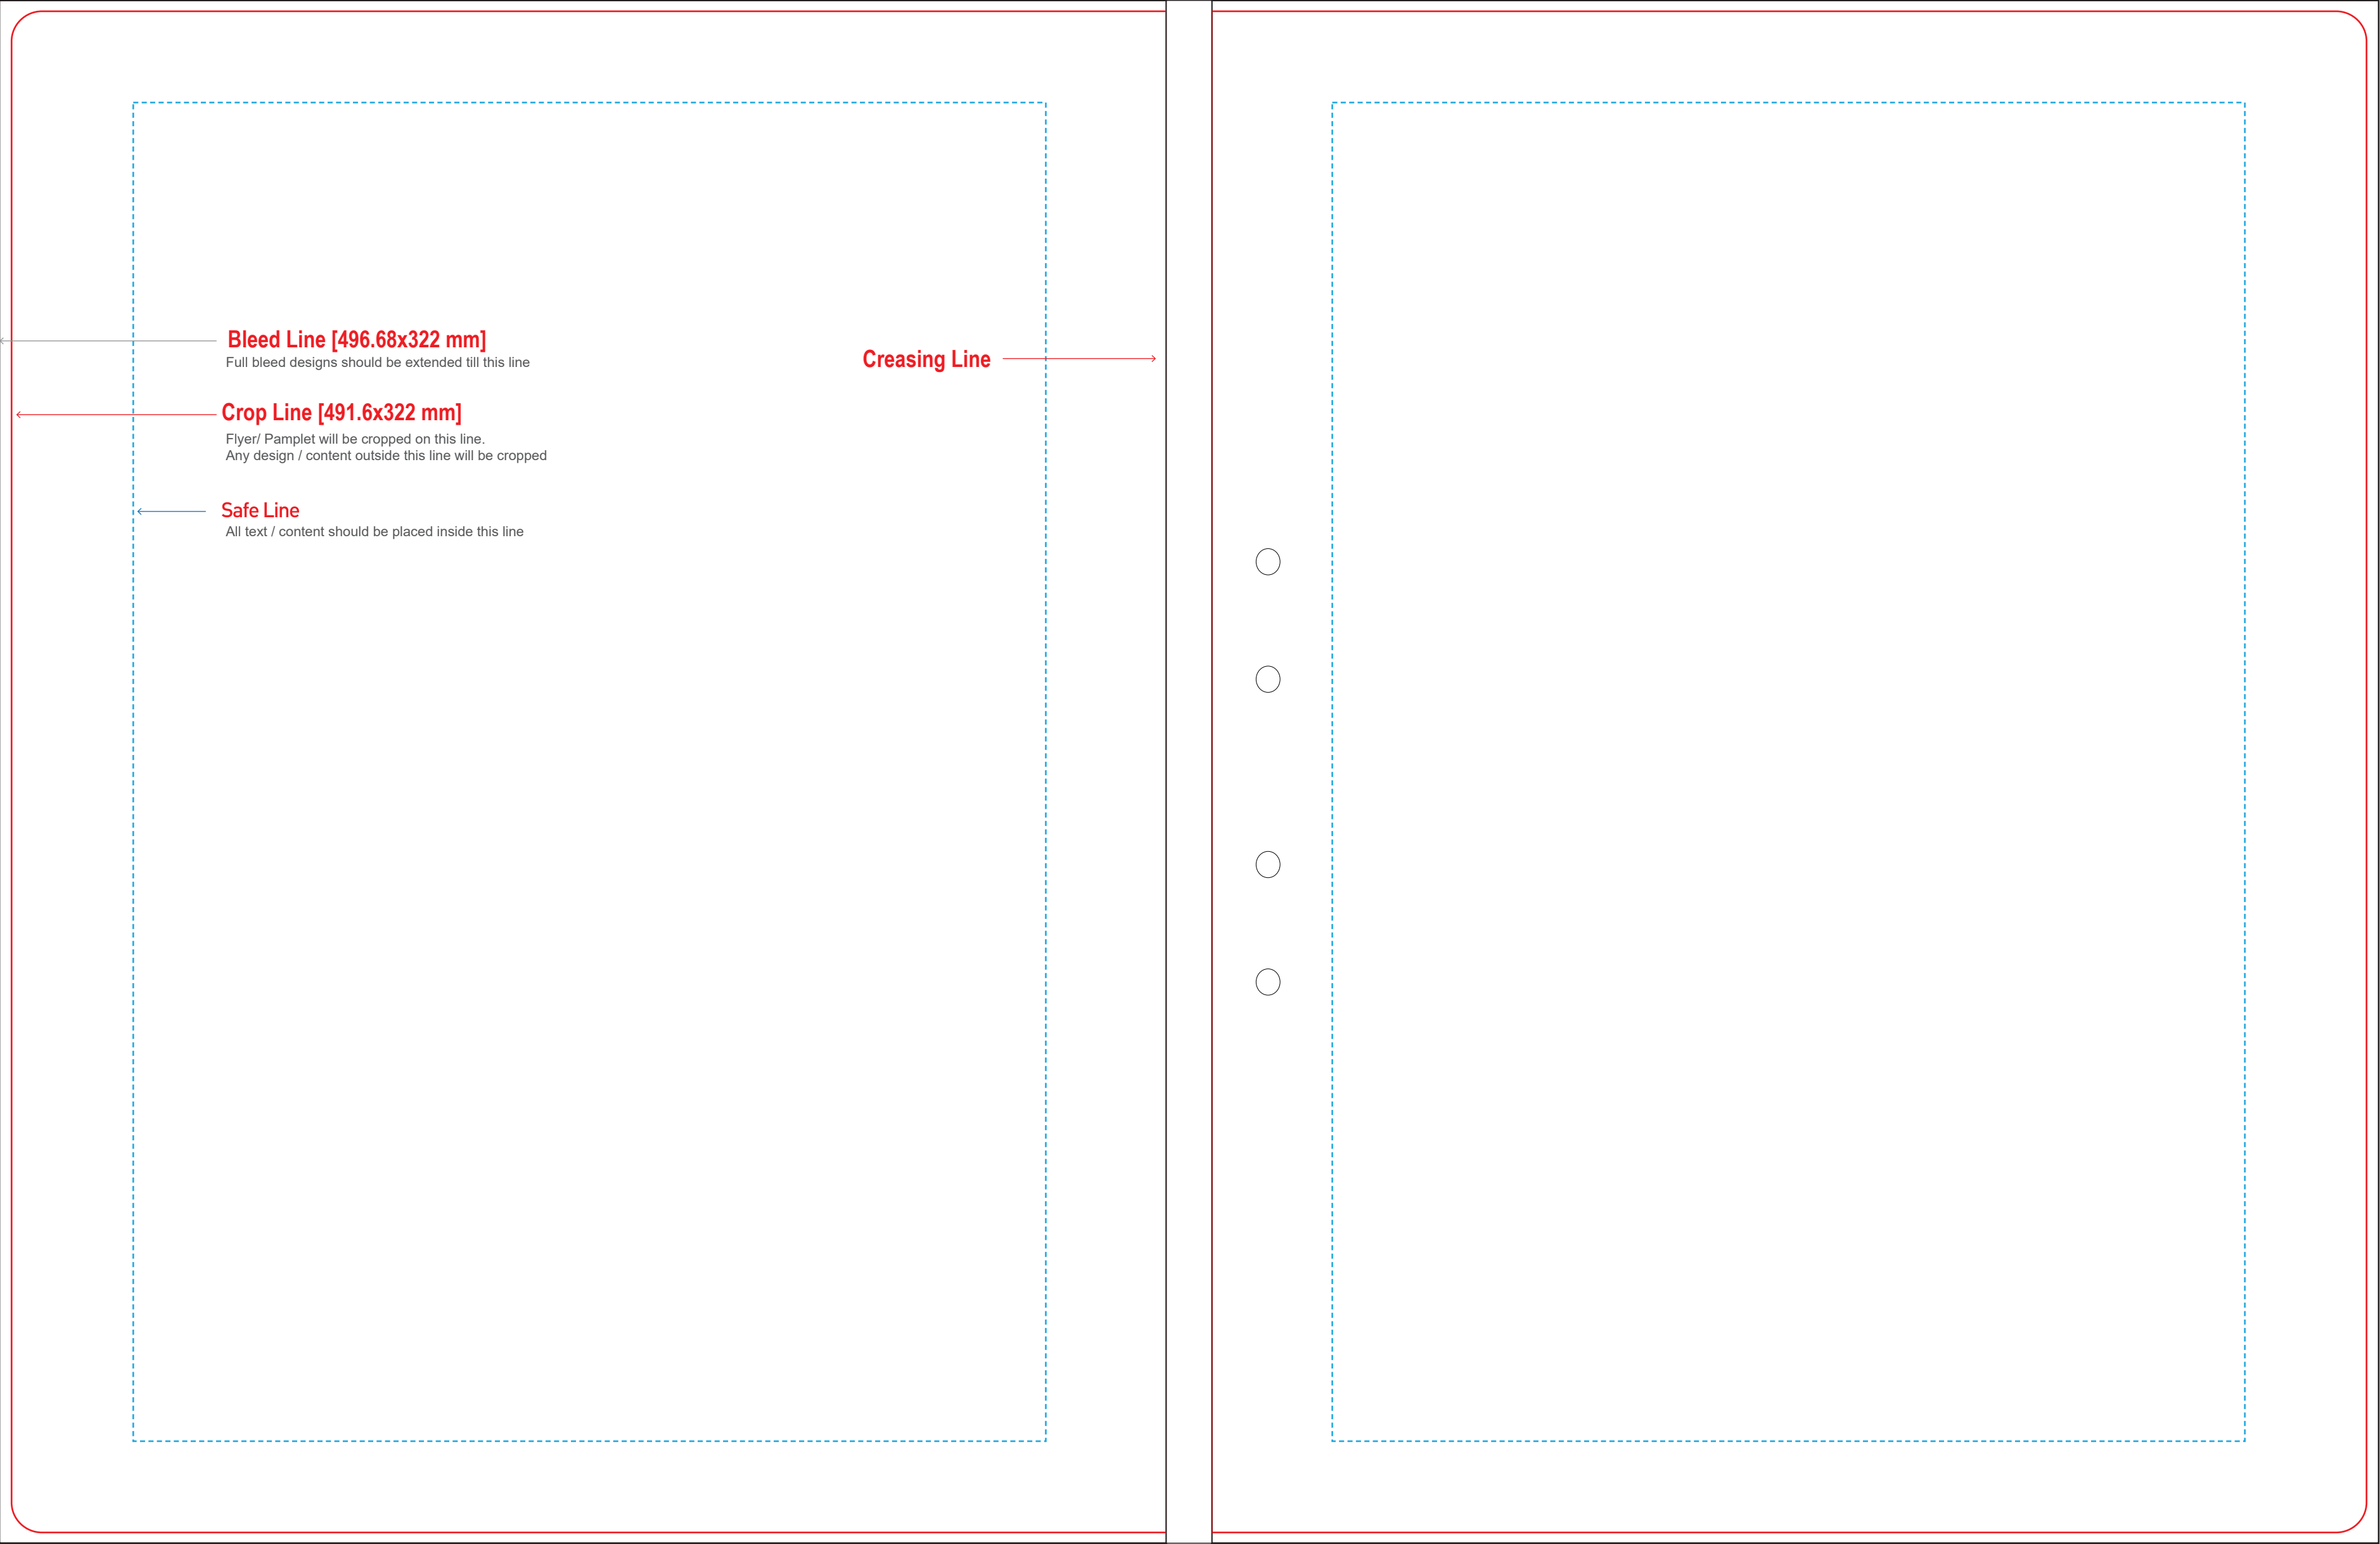 Bleed Line [496.68x322 mm]
Full bleed designs should be extended till this line
Creasing Line
Crop Line [491.6x322 mm]
Flyer/ Pamplet will be cropped on this line.
Any design / content outside this line will be cropped
Safe Line
All text / content should be placed inside this line